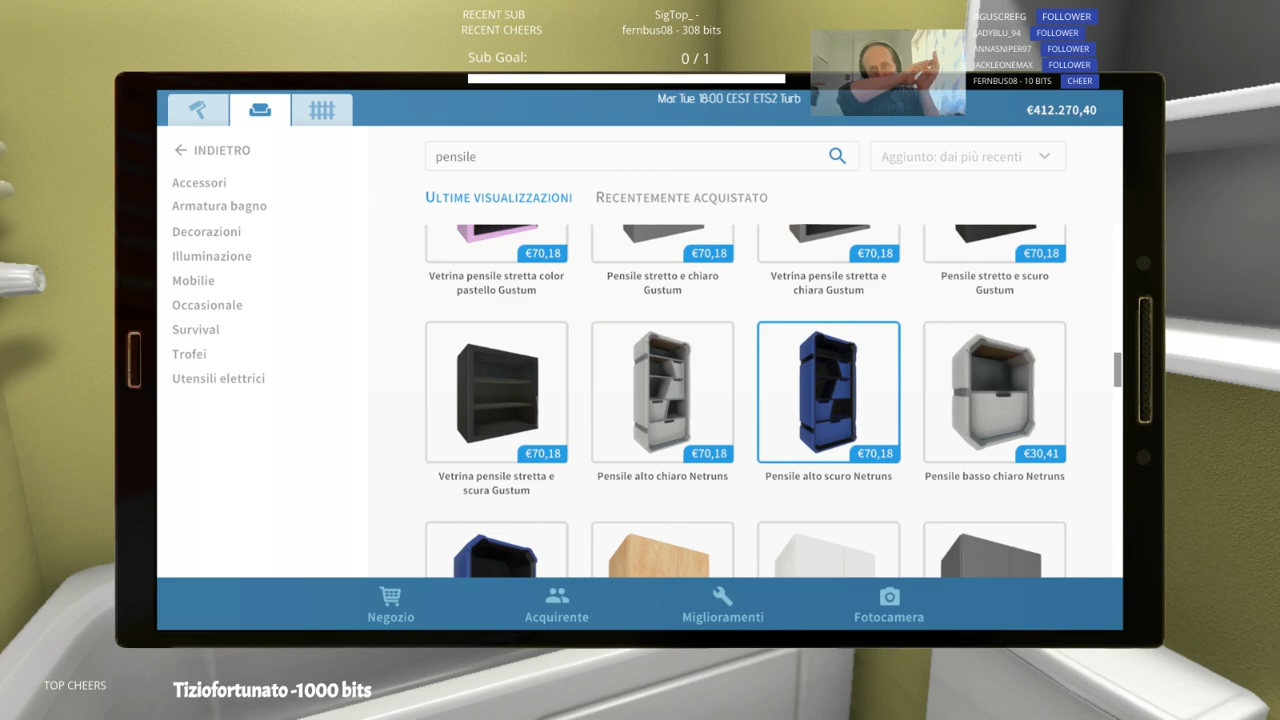 RECENT SUB
SigTop_ -
RECENT CHEERS
fernbus08 - 308 bits
Sub Goal:
0 / 1
AGUSCREFG FOLLOWER
LADYBLU_94 FOLLOWER
ANNASNIPER97 FOLLOWER
JACKLEONEMAX FOLLOWER
FERNBUS08 - 10 BITS CHEER
Mar Tue 18:00 CEST ETS2 Turb
€412.270,40
INDIETRO
Accessori
Armatura bagno
Decorazioni
Illuminazione
Mobilie
Occasionale
Survival
Trofei
Utensili elettrici
pensile
Aggiunto: dai più recenti
ULTIME VISUALIZZAZIONI
RECENTEMENTE ACQUISTATO
€70,18
€70,18
€70,18
€70,18
Vetrina pensile stretta color
pastello Gustum
Pensile stretto e chiaro
Gustum
Vetrina pensile stretta e
chiara Gustum
Pensile stretto e scuro
Gustum
€70,18
€70,18
€70,18
€30,41
Vetrina pensile stretta e
scura Gustum
Pensile alto chiaro Netruns
Pensile alto scuro Netruns
Pensile basso chiaro Netruns
Negozio
Acquirente
Miglioramenti
Fotocamera
TOP CHEERS
Tiziofortunato -1000 bits